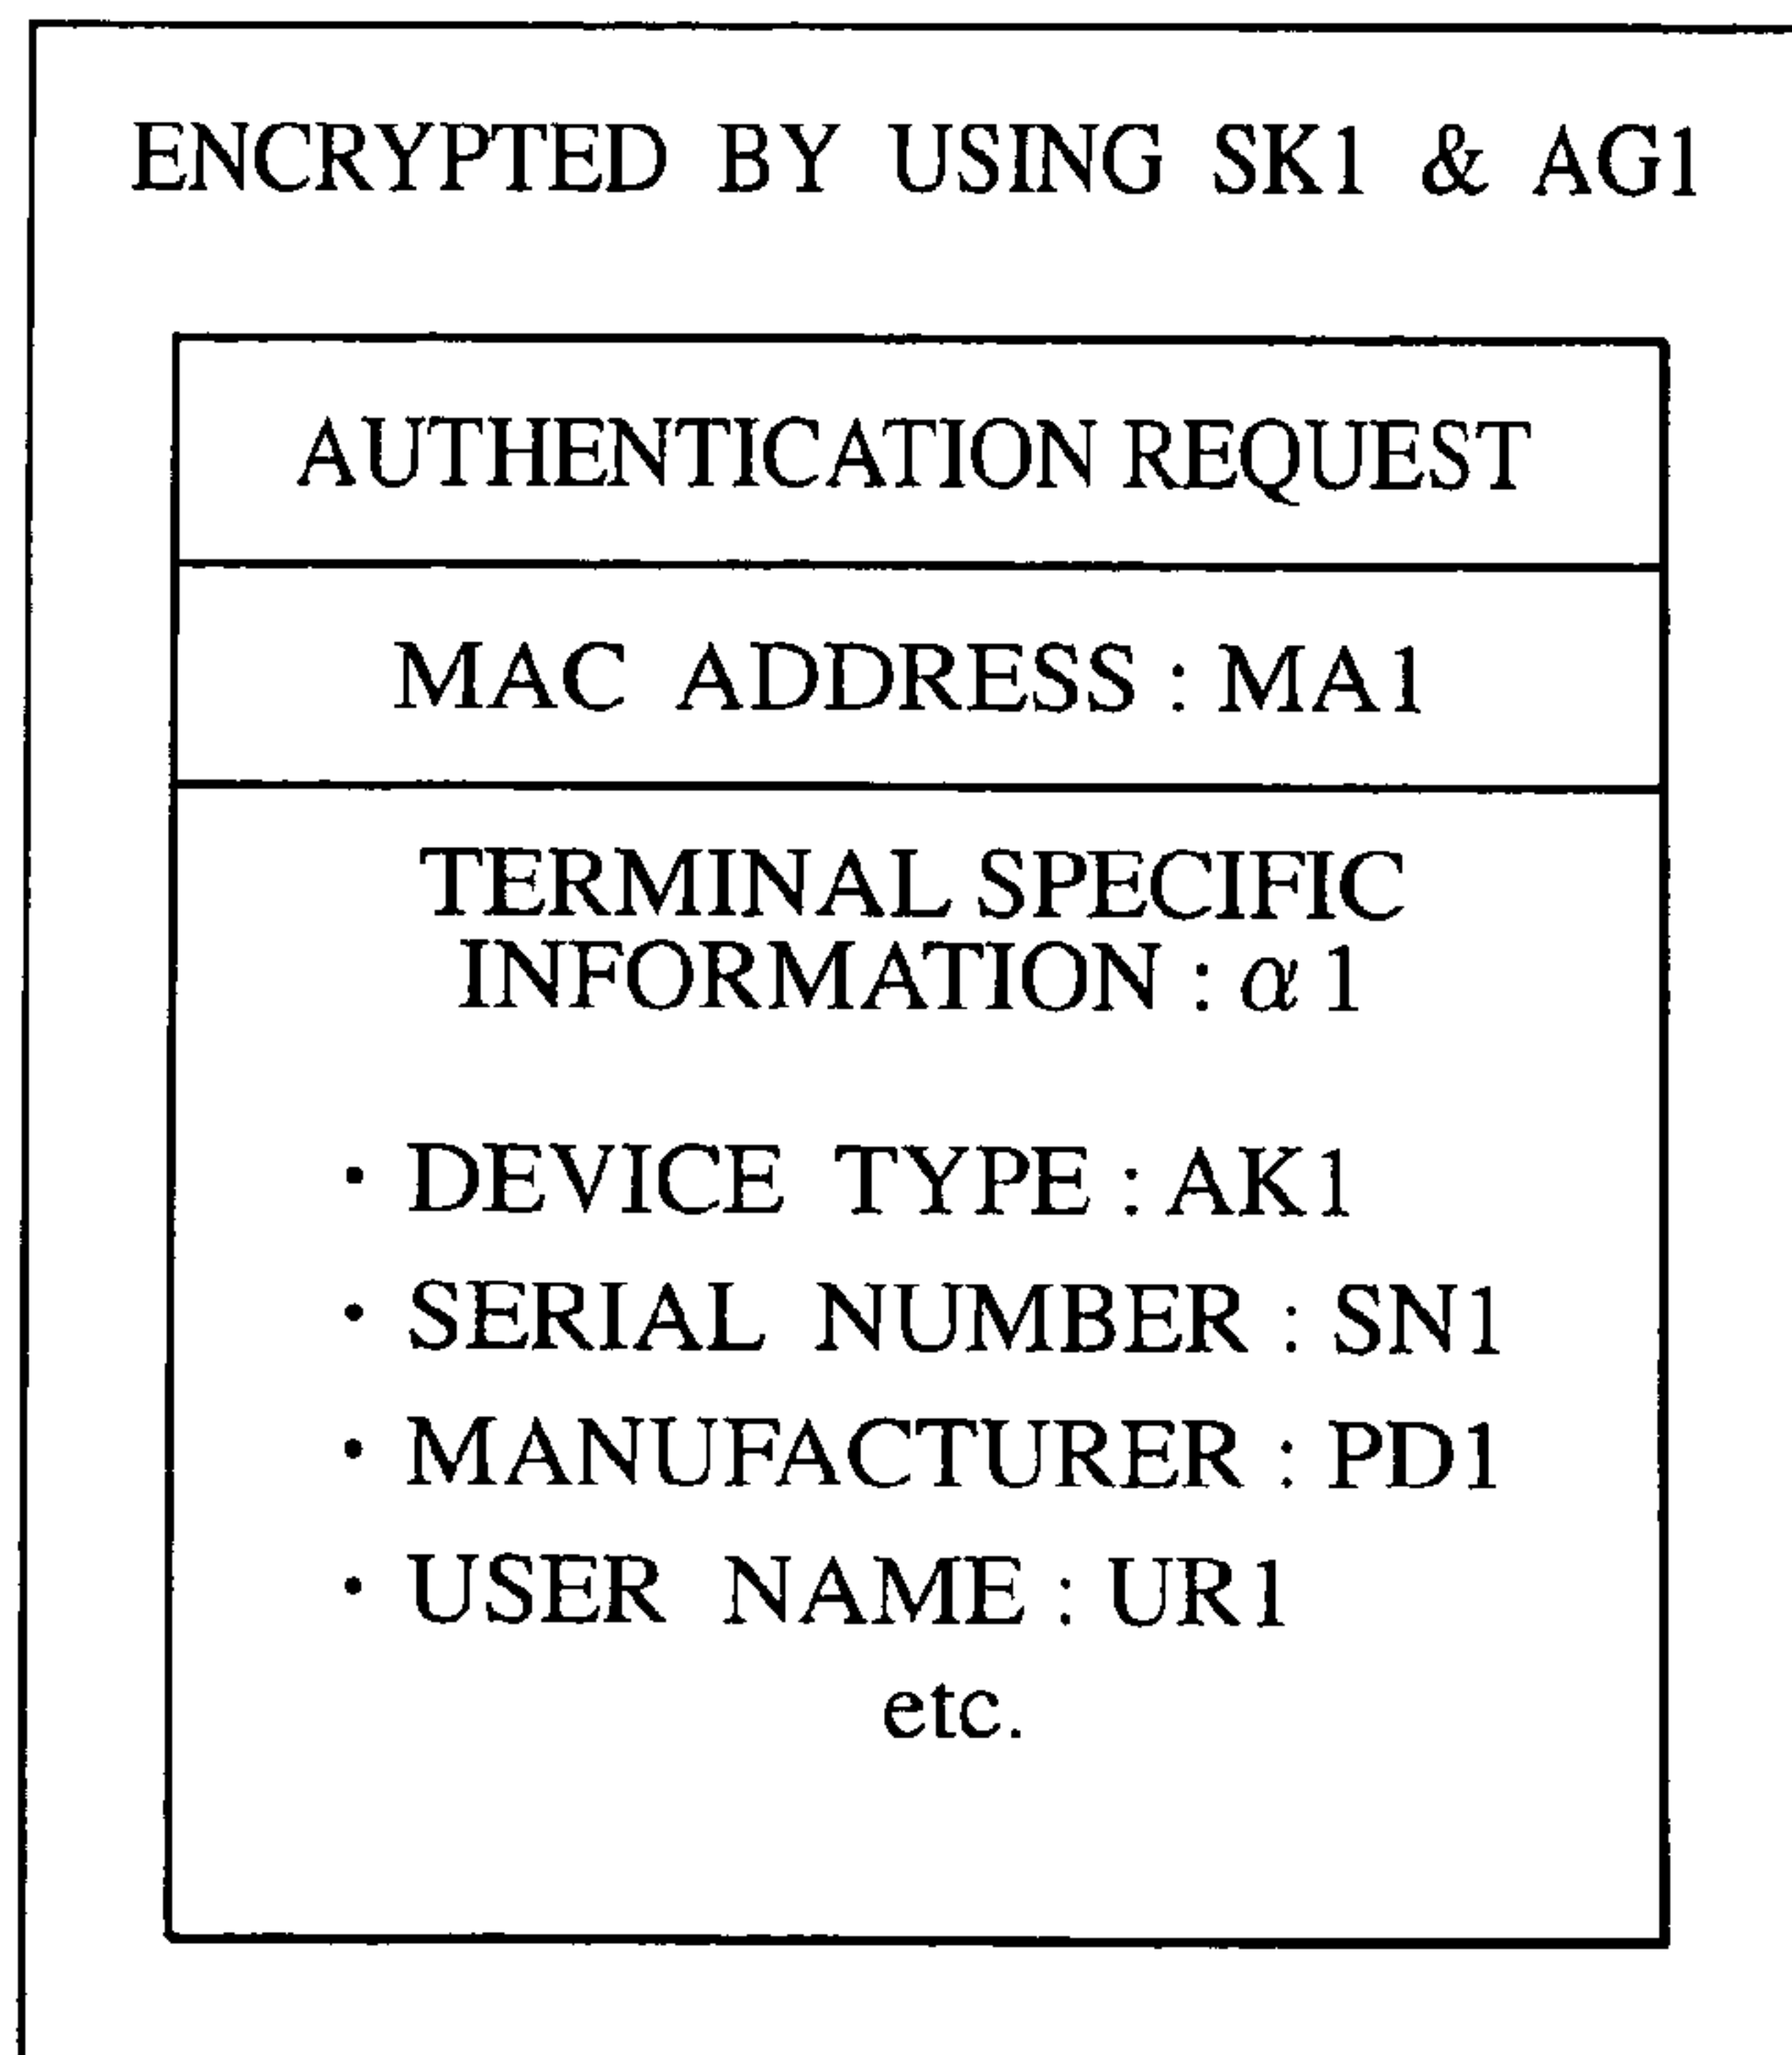 ENCRYPTED BY USING SK1 & AG1
AUTHENTICATION REQUEST
MAC ADDRESS : MA1
TERMINAL SPECIFIC
INFORMATION : α1
• DEVICE TYPE : AK1
• SERIAL NUMBER : SN1
• MANUFACTURER : PD1
• USER NAME : UR1
etc.